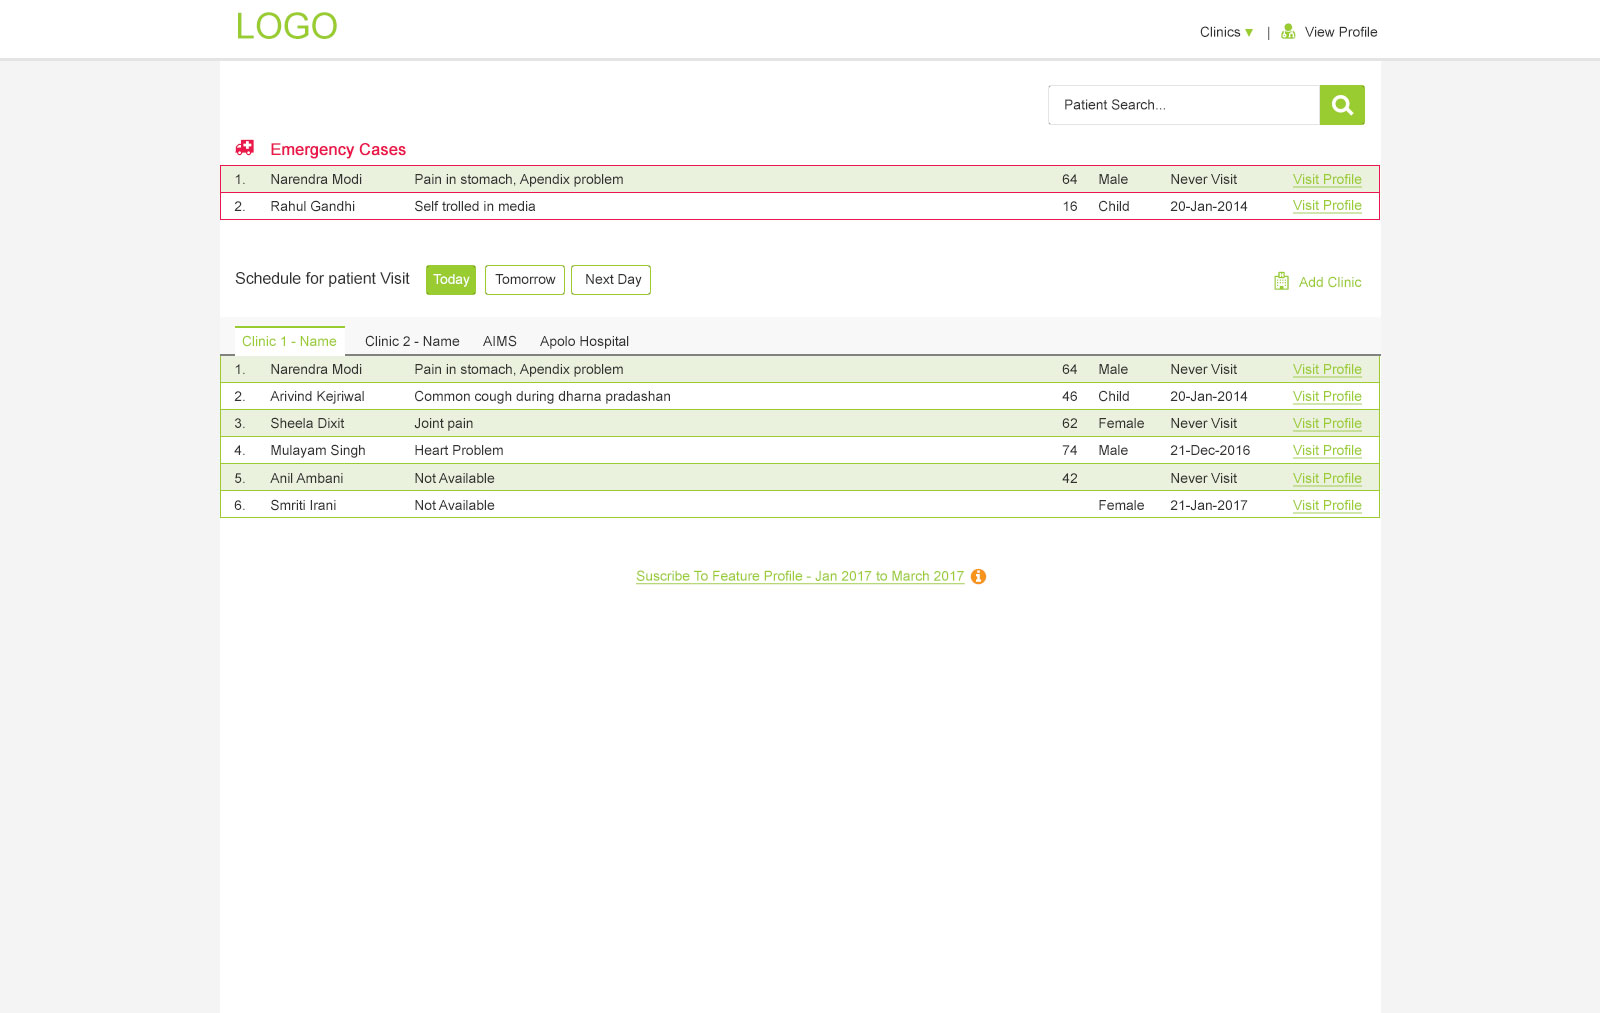 LOGO
Clinics ▼ | View Profile
Patient Search...
Emergency Cases
1. Narendra Modi Pain in stomach, Apendix problem 64 Male Never Visit Visit Profile
2. Rahul Gandhi Self trolled in media 16 Child 20-Jan-2014 Visit Profile
Schedule for patient Visit Today Tomorrow Next Day Add Clinic
Clinic 1 - Name Clinic 2 - Name AIMS Apolo Hospital
1. Narendra Modi Pain in stomach, Apendix problem 64 Male Never Visit Visit Profile
2. Arivind Kejriwal Common cough during dharna pradashan 46 Child 20-Jan-2014 Visit Profile
3. Sheela Dixit Joint pain 62 Female Never Visit Visit Profile
4. Mulayam Singh Heart Problem 74 Male 21-Dec-2016 Visit Profile
5. Anil Ambani Not Available 42 Never Visit Visit Profile
6. Smriti Irani Not Available Female 21-Jan-2017 Visit Profile
Suscribe To Feature Profile - Jan 2017 to March 2017